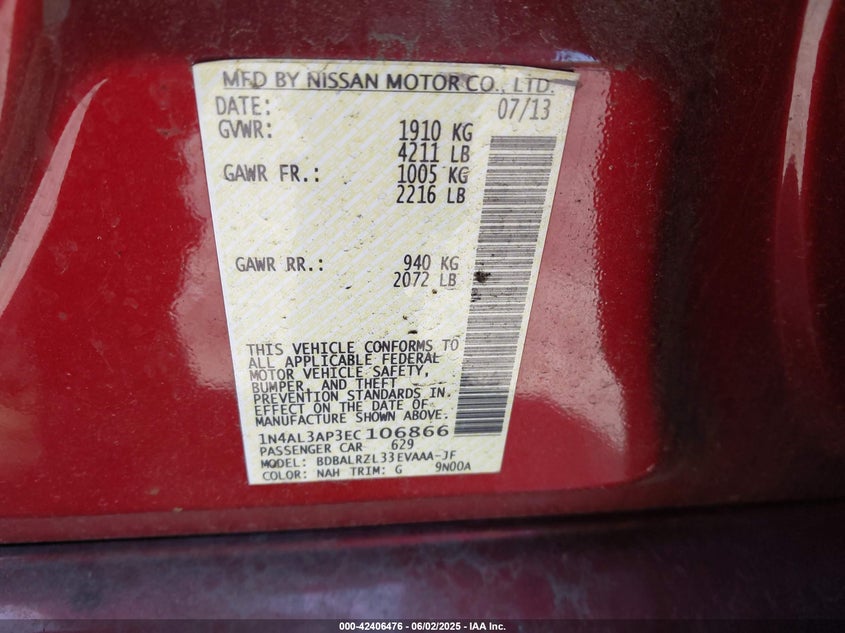 MFD BY NISSAN MOTOR CO., LTD.
DATE: 07/13
GVWR: 1910 KG
4211 LB
GAWR FR.: 1005 KG
2216 LB
GAWR RR.: 940 KG
2072 LB
THIS VEHICLE CONFORMS TO
ALL APPLICABLE FEDERAL
MOTOR VEHICLE SAFETY,
BUMPER, AND THEFT
PREVENTION STANDARDS IN
EFFECT ON THE DATE OF
MANUFACTURE SHOWN ABOVE.
1N4AL3AP3EC106866
PASSENGER CAR 629
MODEL: BDBALRZL33EVAAA-JF
COLOR: NAH TRIM: G 9N00A
000-42406476 | 06/02/2025 - IAA Inc.